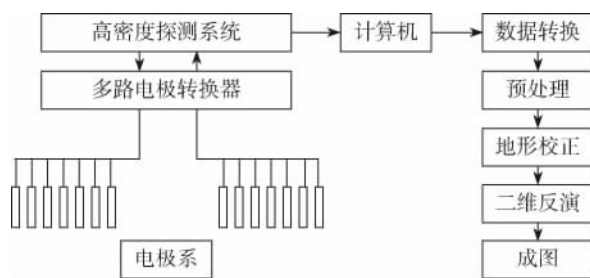 高密度探测系统
计算机
数据转换
多路电极转换器
预处理
地形校正
二维反演
电极系
成图